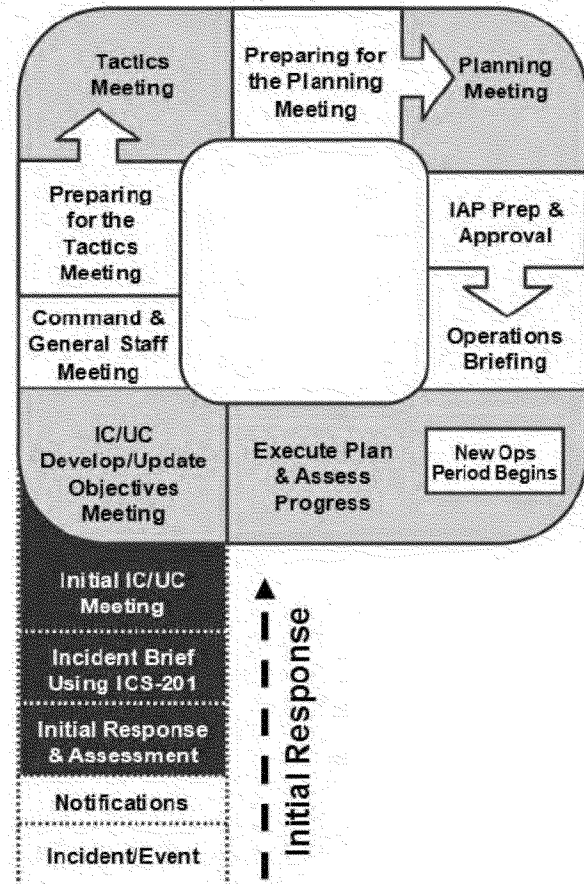 Tactics
Meeting
Preparing for
the Planning
Meeting
Planning
Meeting
Preparing
for the
Tactics
Meeting
IAP Prep &
Approval
Command &
General Staff
Meeting
Operations
Briefing
IC/UC
Develop/Update
Objectives
Meeting
Execute Plan
& Assess
Progress
New Ops
Period Begins
Initial IC/UC
Meeting
Incident Brief
Using ICS-201
Initial Response
& Assessment
Notifications
Incident/Event
Initial Response